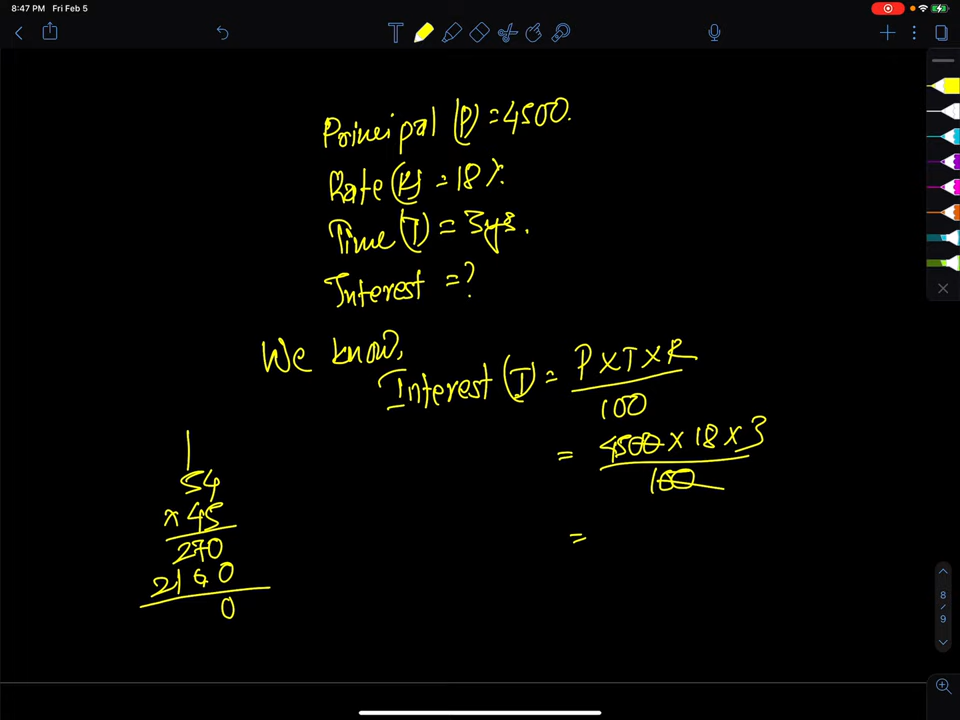 8:47 PM Fri Feb 5
Principal (P) = 4500.
Rate (R) = 18%.
Time (T) = 3yrs.
Interest = ?
We know,
Interest (I) = P x T x R
100
= 4500 x 18 x 3
100
=
1
54
x 45
270
2160
0
8
/
9